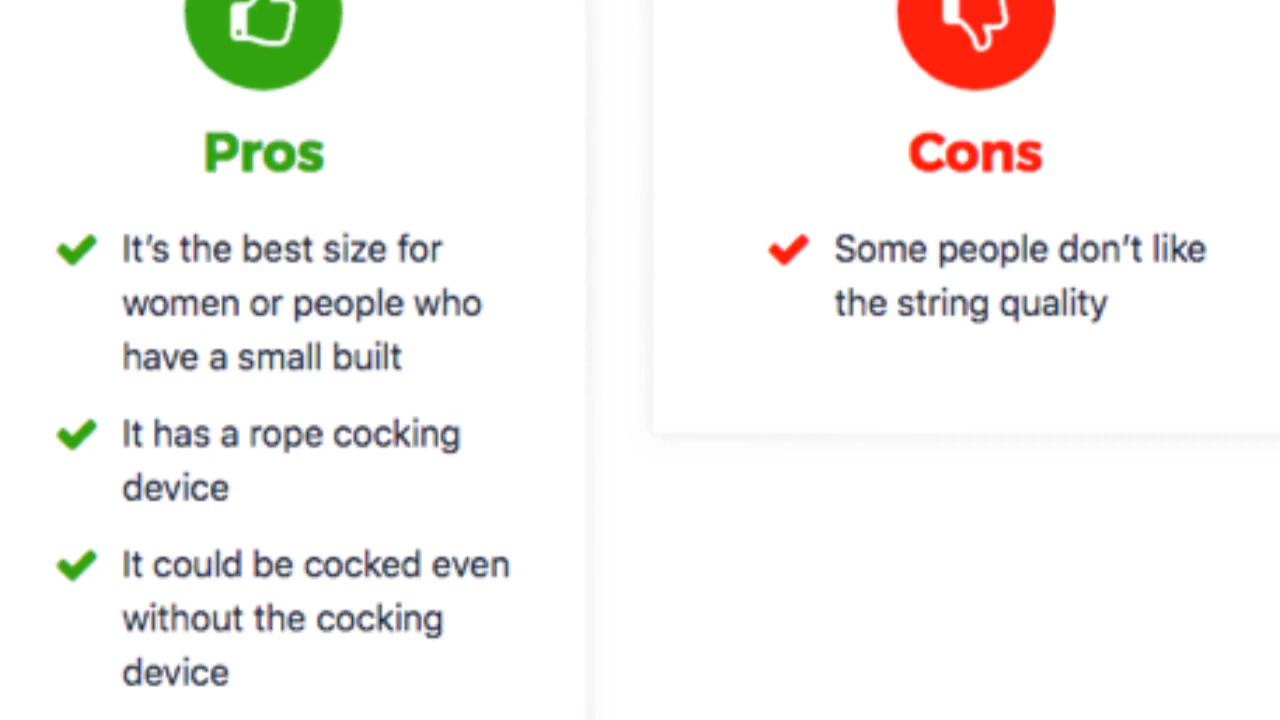 Pros
It's the best size for
women or people who
have a small built
It has a rope cocking
device
It could be cocked even
without the cocking
device
Cons
Some people don't like
the string quality